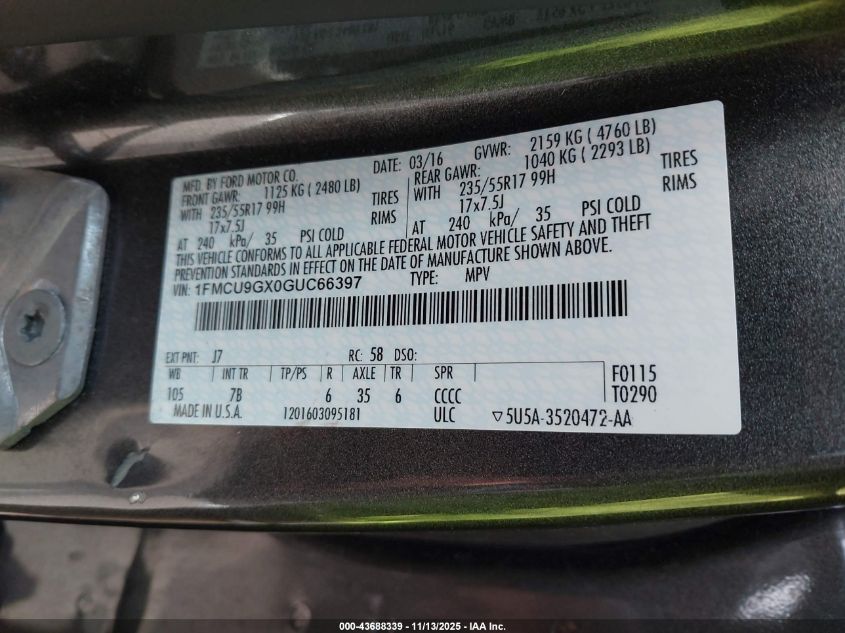 MFD. BY FORD MOTOR CO. DATE: 03/16 GVWR: 2159 KG ( 4760 LB)
FRONT GAWR: 1125 KG ( 2480 LB) REAR GAWR: 1040 KG ( 2293 LB)
WITH 235/55R17 99H TIRES WITH 235/55R17 99H TIRES
17x7.5J RIMS 17x7.5J RIMS
AT 240 kPa/ 35 PSI COLD AT 240 kPa/ 35 PSI COLD
THIS VEHICLE CONFORMS TO ALL APPLICABLE FEDERAL MOTOR VEHICLE SAFETY AND THEFT
PREVENTION STANDARDS IN EFFECT ON THE DATE OF MANUFACTURE SHOWN ABOVE.
VIN: 1FMCU9GX0GUC66397 TYPE: MPV
EXT PNT: J7 RC: 58 DSO:
WB INT TR TP/PS R AXLE TR SPR F0115
105 7B 6 35 6 CCCC T0290
MADE IN U.S.A. 1201603095181 ULC ▽5U5A-3520472-AA
000-43688339 - 11/13/2025 - IAA Inc.